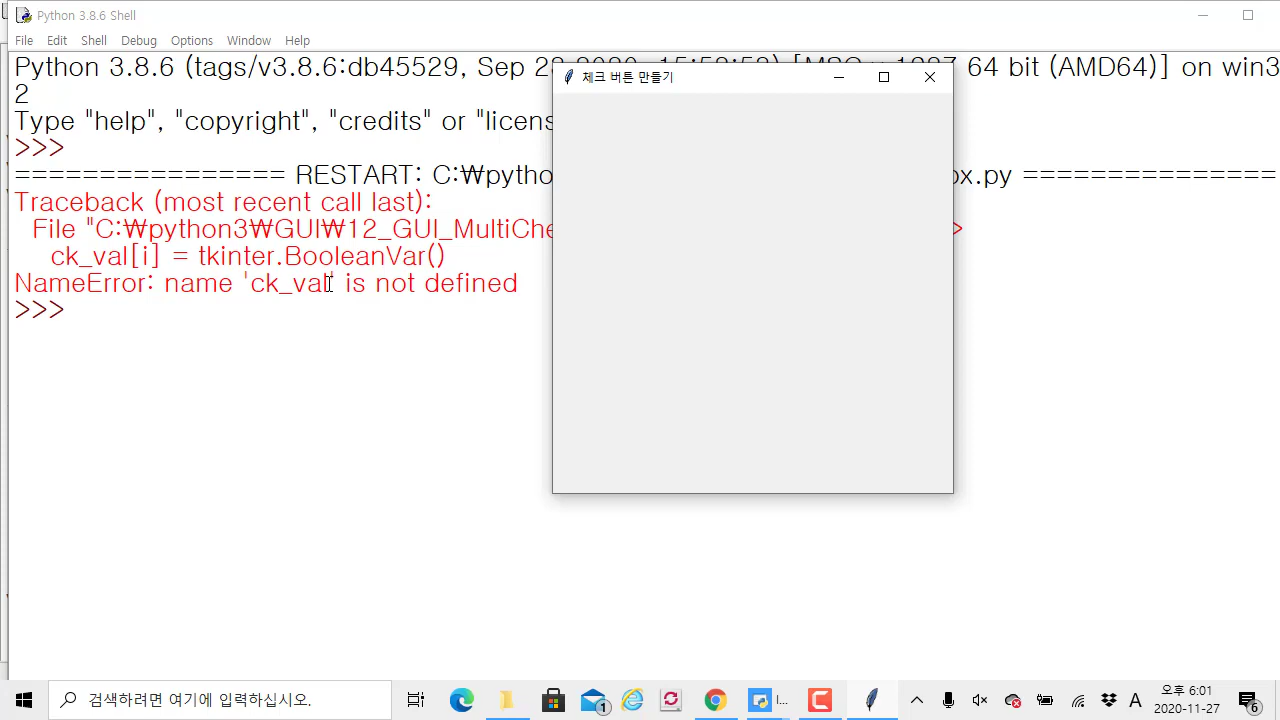 Python 3.8.6 Shell
File Edit Shell Debug Options Window Help
Python 3.8.6 (tags/v3.8.6:db45529, Sep 64 bit (AMD64)] on win3
2
Type "help", "copyright", "credits" or
>>>
================ RESTART: C:₩ .py ===============
Traceback (most recent call last):
File "C:₩python3₩GUI₩12_GUI_MultiChe >
ck_val[i] = tkinter.BooleanVar()
NameError: name 'ck_val' is not defined
>>>
체크 버튼 만들기
검색하려면 여기에 입력하십시오.
1
I...
A
오후 6:01
2020-11-27
6